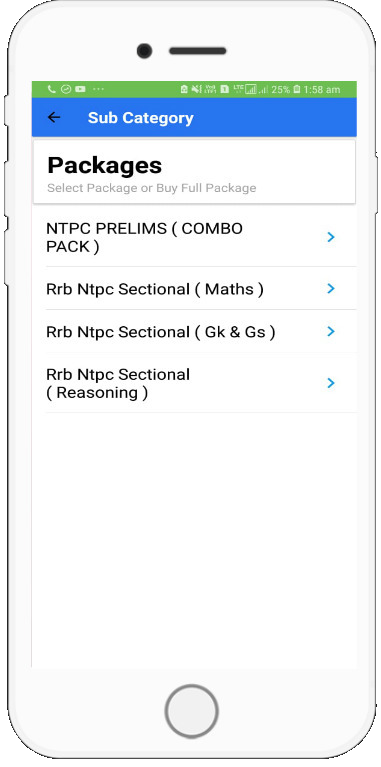 25% 1:58 am
Sub Category
Packages
Select Package or Buy Full Package
NTPC PRELIMS ( COMBO
PACK )
Rrb Ntpc Sectional ( Maths )
Rrb Ntpc Sectional ( Gk & Gs )
Rrb Ntpc Sectional
( Reasoning )